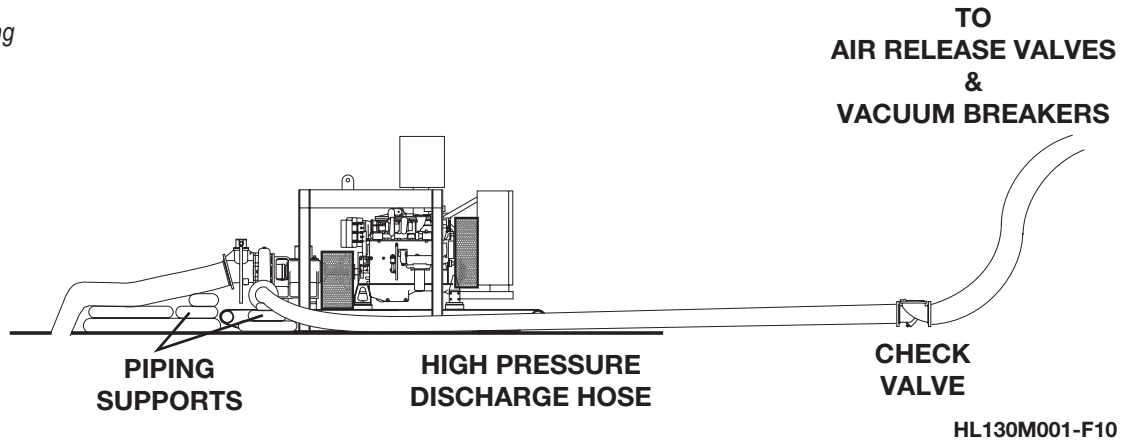 TO
AIR RELEASE VALVES
&
VACUUM BREAKERS
PIPING
SUPPORTS
HIGH PRESSURE
DISCHARGE HOSE
CHECK
VALVE
HL130M001-F10